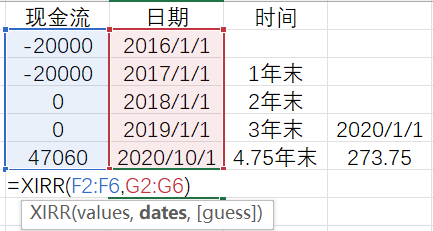 现金流 日期 时间
-20000 2016/1/1
-20000 2017/1/1 1年末
0 2018/1/1 2年末
0 2019/1/1 3年末 2020/1/1
47060 2020/10/1 4.75年末 273.75
=XIRR(F2:F6,G2:G6)
XIRR(values, dates, [guess])